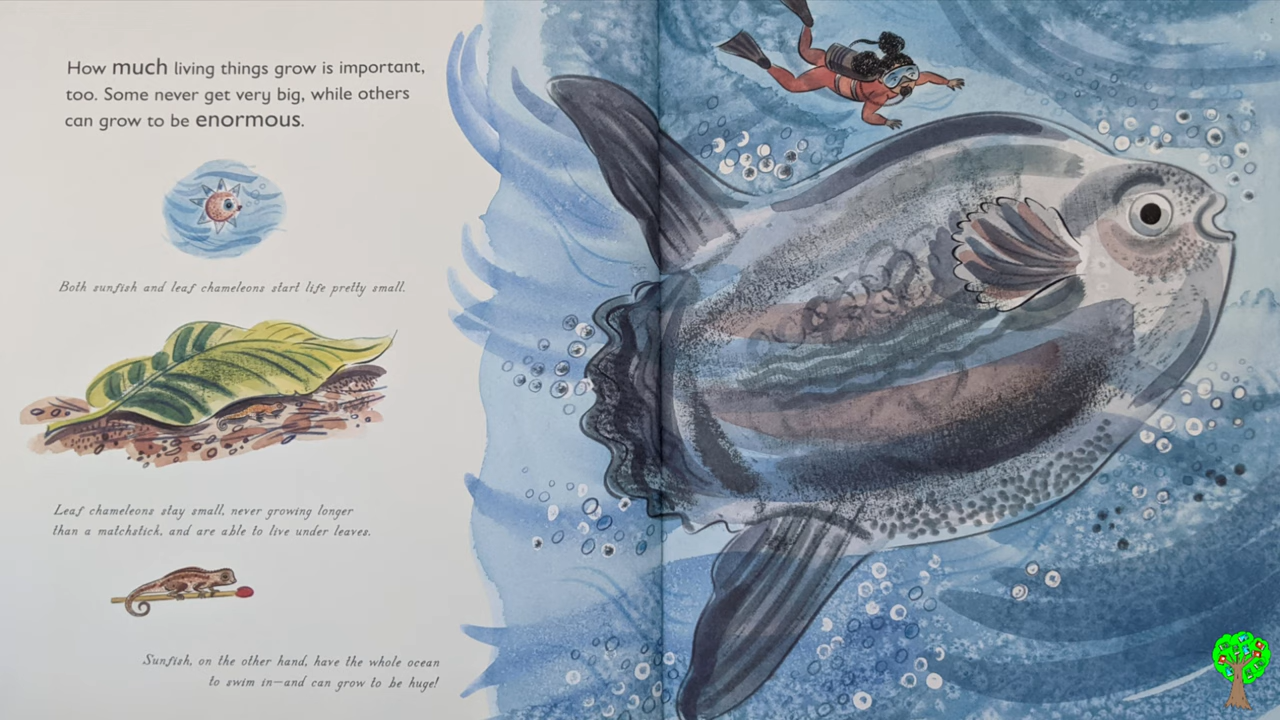 How much living things grow is important,
too. Some never get very big, while others
can grow to be enormous.
Both sunfish and leaf chameleons start life pretty small.
Leaf chameleons stay small, never growing longer
than a matchstick, and are able to live under leaves.
Sunfish, on the other hand, have the whole ocean
to swim in—and can grow to be huge!